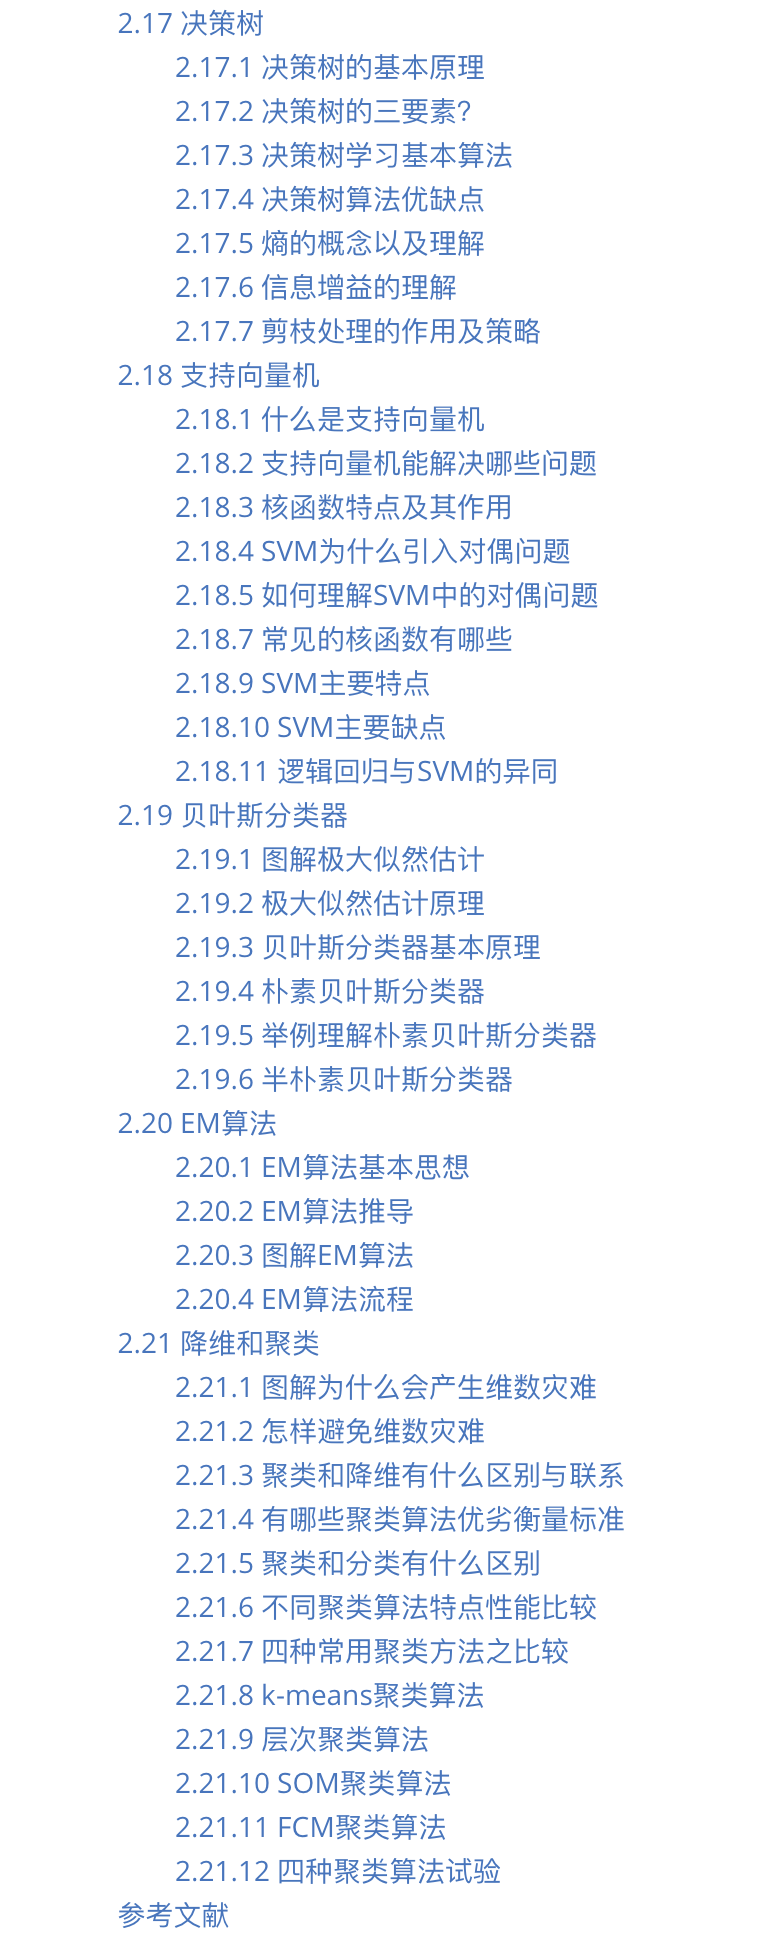 2.17 决策树
2.17.1 决策树的基本原理
2.17.2 决策树的三要素?
2.17.3 决策树学习基本算法
2.17.4 决策树算法优缺点
2.17.5 熵的概念以及理解
2.17.6 信息增益的理解
2.17.7 剪枝处理的作用及策略
2.18 支持向量机
2.18.1 什么是支持向量机
2.18.2 支持向量机能解决哪些问题
2.18.3 核函数特点及其作用
2.18.4 SVM为什么引入对偶问题
2.18.5 如何理解SVM中的对偶问题
2.18.7 常见的核函数有哪些
2.18.9 SVM主要特点
2.18.10 SVM主要缺点
2.18.11 逻辑回归与SVM的异同
2.19 贝叶斯分类器
2.19.1 图解极大似然估计
2.19.2 极大似然估计原理
2.19.3 贝叶斯分类器基本原理
2.19.4 朴素贝叶斯分类器
2.19.5 举例理解朴素贝叶斯分类器
2.19.6 半朴素贝叶斯分类器
2.20 EM算法
2.20.1 EM算法基本思想
2.20.2 EM算法推导
2.20.3 图解EM算法
2.20.4 EM算法流程
2.21 降维和聚类
2.21.1 图解为什么会产生维数灾难
2.21.2 怎样避免维数灾难
2.21.3 聚类和降维有什么区别与联系
2.21.4 有哪些聚类算法优劣衡量标准
2.21.5 聚类和分类有什么区别
2.21.6 不同聚类算法特点性能比较
2.21.7 四种常用聚类方法之比较
2.21.8 k-means聚类算法
2.21.9 层次聚类算法
2.21.10 SOM聚类算法
2.21.11 FCM聚类算法
2.21.12 四种聚类算法试验
参考文献